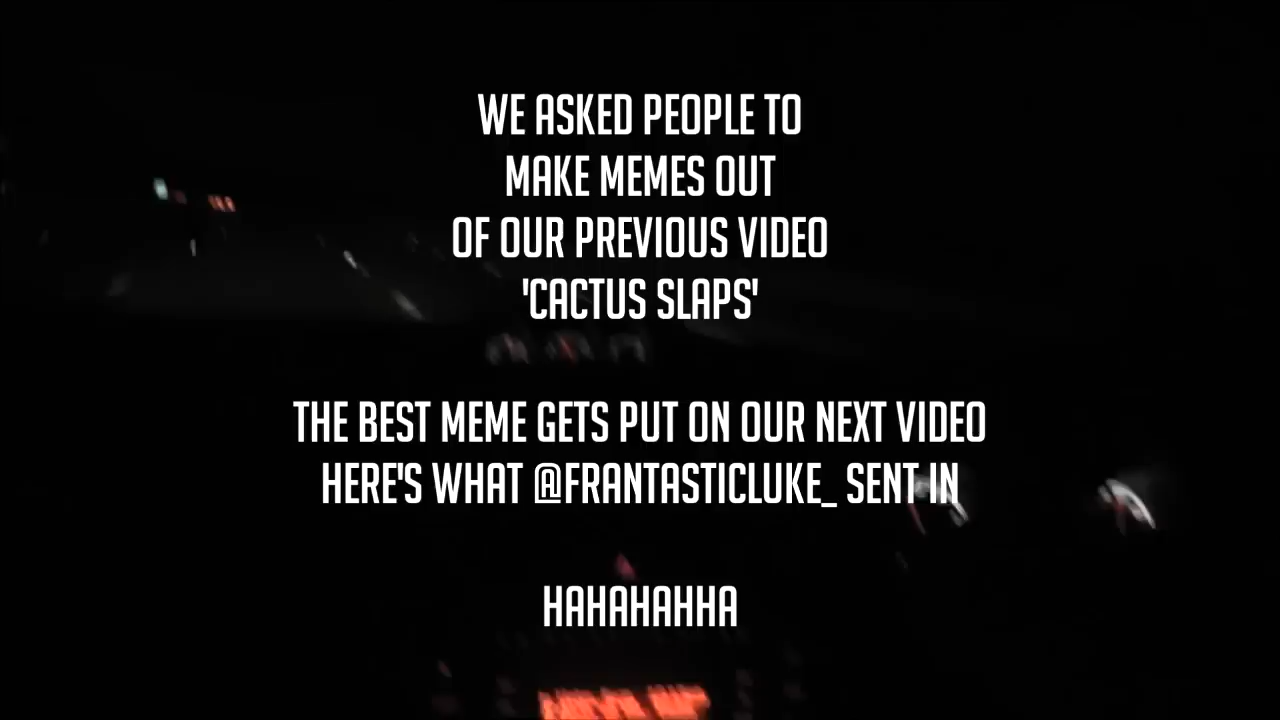 WE ASKED PEOPLE TO
MAKE MEMES OUT
OF OUR PREVIOUS VIDEO
'CACTUS SLAPS'
THE BEST MEME GETS PUT ON OUR NEXT VIDEO
HERE'S WHAT @FRANTASTICLUKE_ SENT IN
HAHAHAHHA